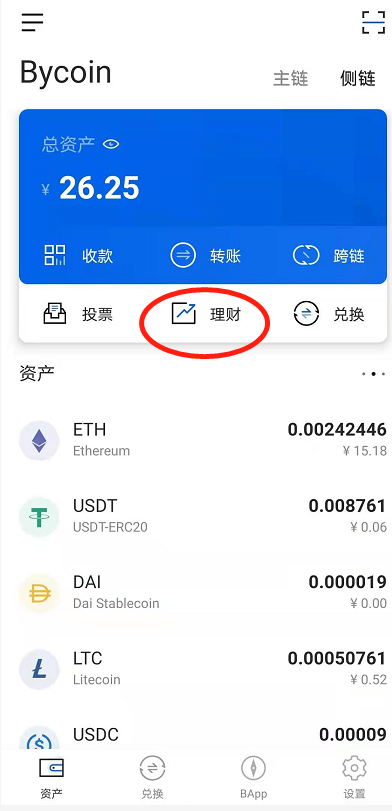 Bycoin 主链 侧链
总资产
¥ 26.25
收款 转账 跨链
投票 理财 兑换
资产
ETH 0.00242446
Ethereum ¥ 15.18
USDT 0.008761
USDT-ERC20 ¥ 0.06
DAI 0.000019
Dai Stablecoin ¥ 0.00
LTC 0.00050761
Litecoin ¥ 0.52
USDC 0.00009
资产 兑换 BApp 设置